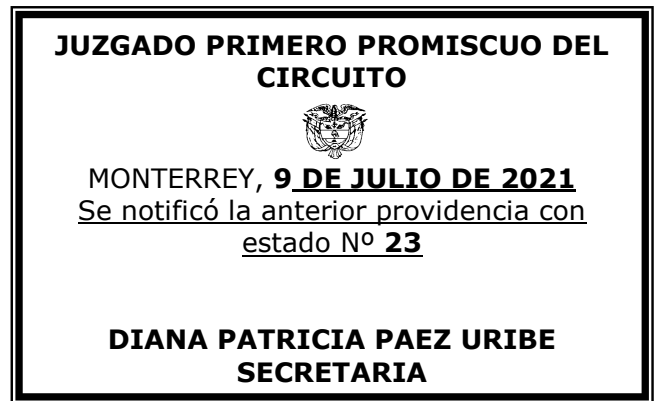 JUZGADO PRIMERO PROMISCUO DEL
CIRCUITO
MONTERREY, 9 DE JULIO DE 2021
Se notificó la anterior providencia con
estado Nº 23
DIANA PATRICIA PAEZ URIBE
SECRETARIA